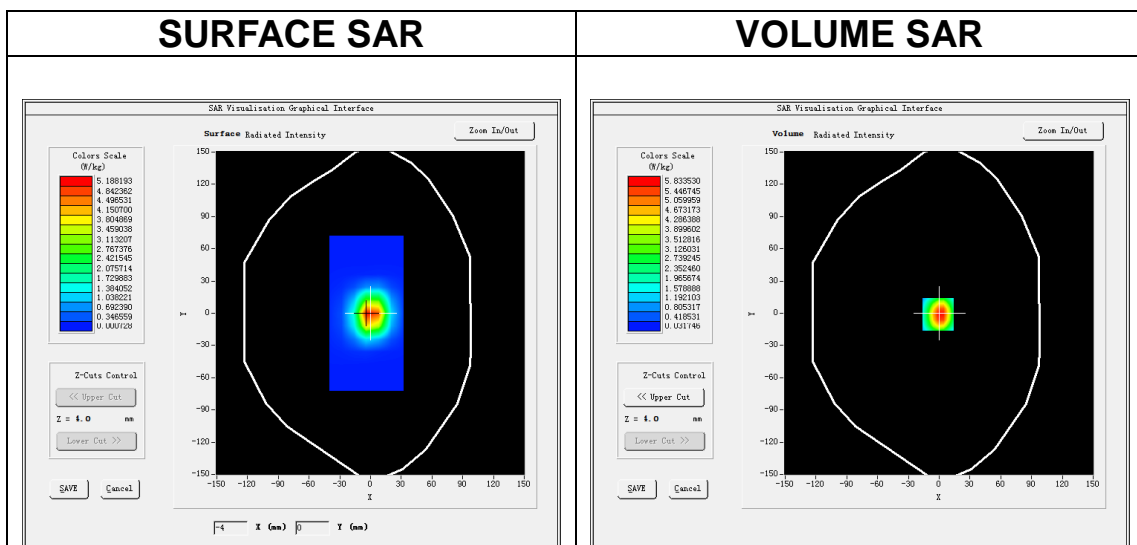 SURFACE SAR
VOLUME SAR
SAR Visualisation Graphical Interface
Surface Radiated Intensity
Zoom In/Out
Colors Scale
(W/kg)
5.188193
4.842362
4.496531
4.150700
3.804869
3.459038
3.113207
2.767376
2.421545
2.075714
1.729883
1.384052
1.038221
0.692390
0.346559
0.000728
150
120
90
60
30
0
-30
-60
-90
-120
-150
Y
-150 -120 -90 -60 -30 0 30 60 90 120 150
X
Z-Cuts Control
<< Upper Cut
Z = 4.0 mm
Lower Cut >>
SAVE Cancel
-4 X (mm) 0 Y (mm)
SAR Visualisation Graphical Interface
Volume Radiated Intensity
Zoom In/Out
Colors Scale
(W/kg)
5.833530
5.446745
5.059959
4.673173
4.286388
3.899602
3.512816
3.126031
2.739245
2.352460
1.965674
1.578888
1.192103
0.805317
0.418531
0.031746
150
120
90
60
30
0
-30
-60
-90
-120
-150
Y
-150 -120 -90 -60 -30 0 30 60 90 120 150
X
Z-Cuts Control
<< Upper Cut
Z = 4.0 mm
Lower Cut >>
SAVE Cancel